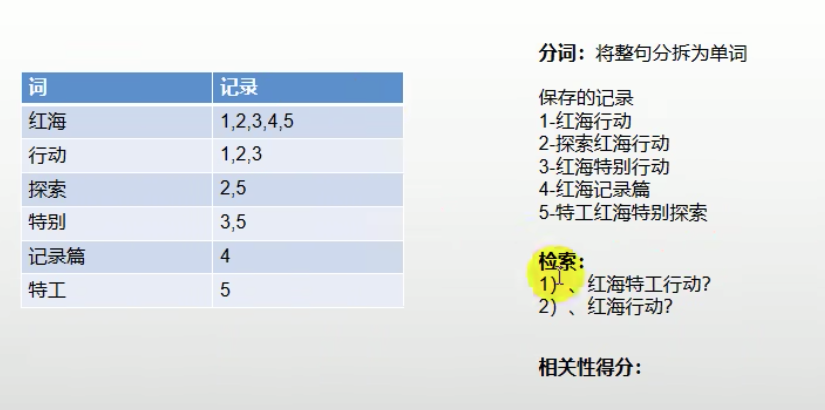 词 记录
红海 1,2,3,4,5
行动 1,2,3
探索 2,5
特别 3,5
记录篇 4
特工 5
分词：将整句分拆为单词
保存的记录
1-红海行动
2-探索红海行动
3-红海特别行动
4-红海记录篇
5-特工红海特别探索
检索：
1）、红海特工行动？
2）、红海行动？
相关性得分：